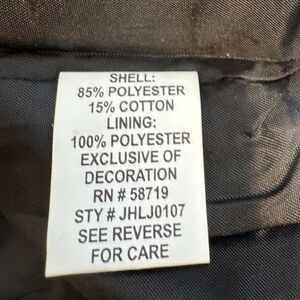 SHELL:
85% POLYESTER
15% COTTON
LINING:
100% POLYESTER
EXCLUSIVE OF
DECORATION
RN # 58719
STY # JHLJ0107
SEE REVERSE
FOR CARE